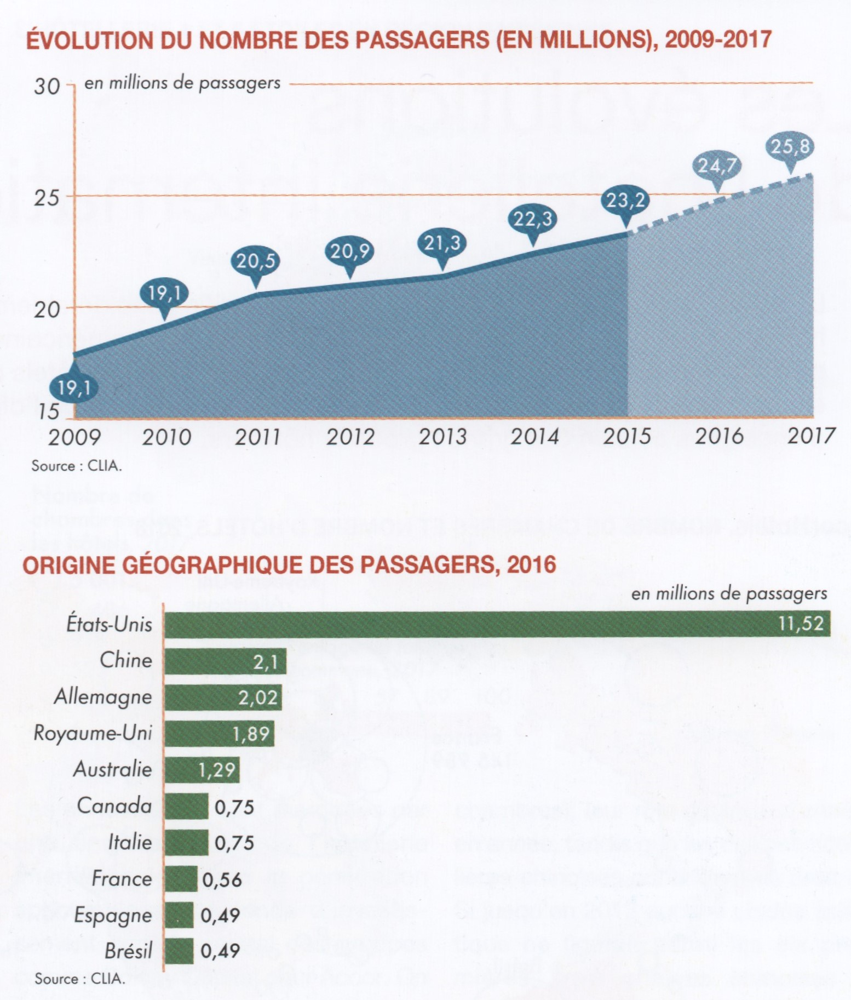 ÉVOLUTION DU NOMBRE DES PASSAGERS (EN MILLIONS), 2009-2017
30 en millions de passagers
25,8
24,7
25
23,2
22,3
21,3
20,9
20,5
19,1
20
19,1
15
2009 2010 2011 2012 2013 2014 2015 2016 2017
Source : CLIA.
ORIGINE GÉOGRAPHIQUE DES PASSAGERS, 2016
en millions de passagers
États-Unis 11,52
Chine 2,1
Allemagne 2,02
Royaume-Uni 1,89
Australie 1,29
Canada 0,75
Italie 0,75
France 0,56
Espagne 0,49
Brésil 0,49
Source : CLIA.